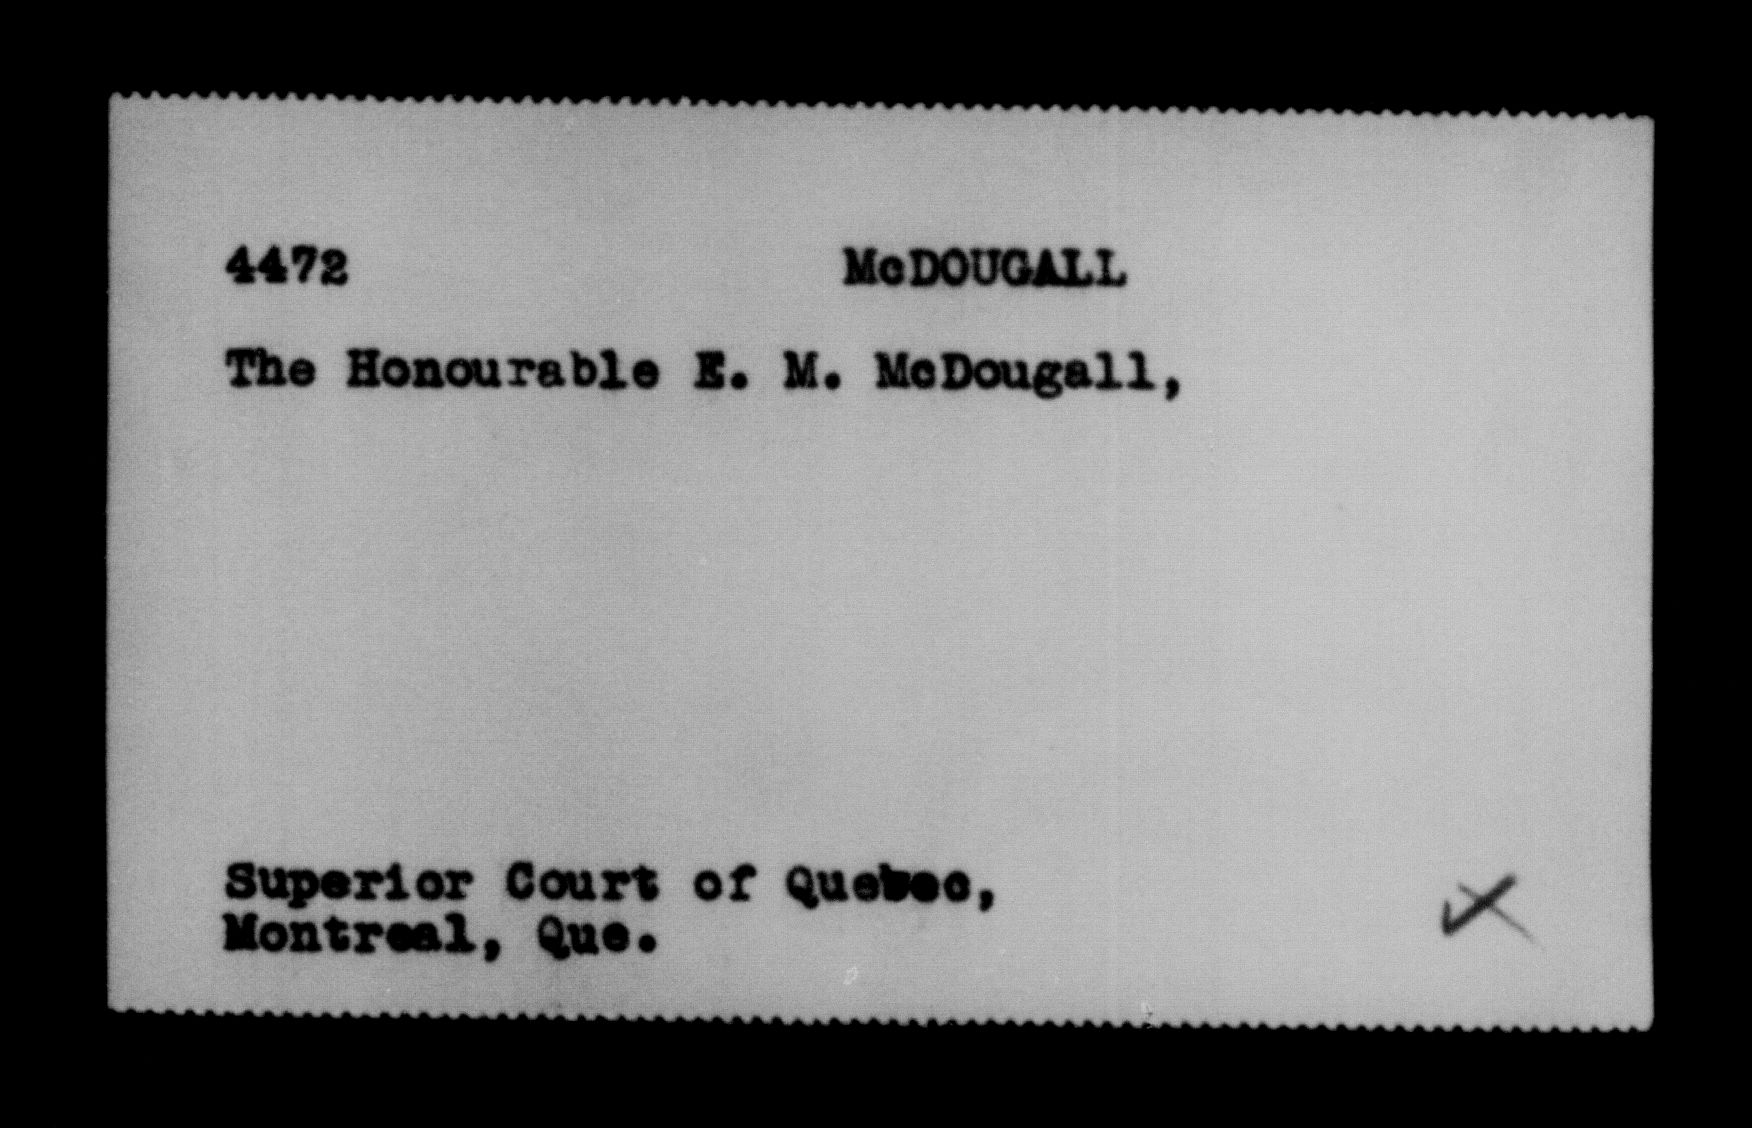 4472 McDOUGALL
The Honourable E. M. McDougall,
Superior Court of Quebec,
Montreal, Que.